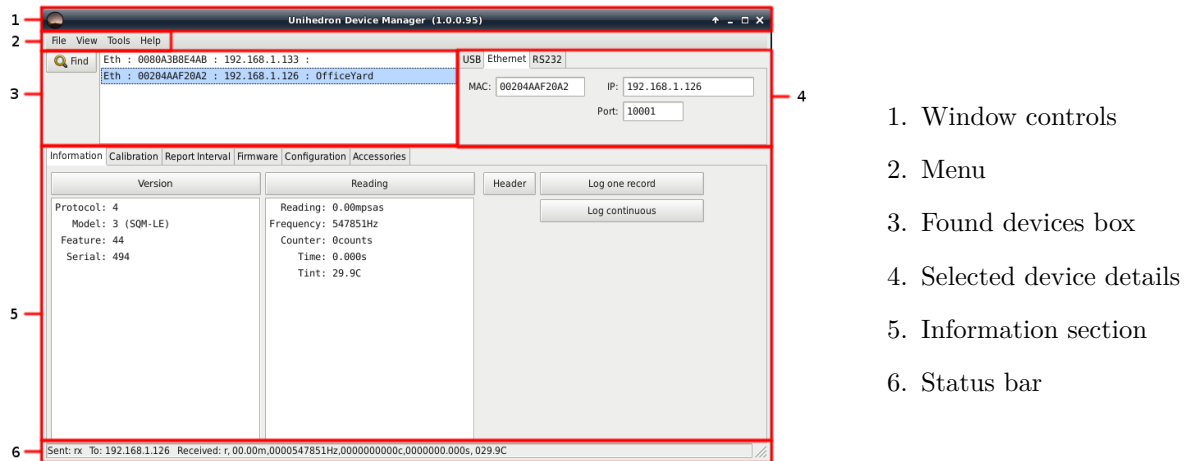 1
Unihedron Device Manager (1.0.0.95)
2
File View Tools Help
3
Find
Eth : 0080A3B8E4AB : 192.168.1.133 :
Eth : 00204AAF20A2 : 192.168.1.126 : OfficeYard
USB Ethernet RS232
MAC: 00204AAF20A2 IP: 192.168.1.126
Port: 10001
4
Information Calibration Report Interval Firmware Configuration Accessories
Version
Protocol: 4
Model: 3 (SQM-LE)
Feature: 44
Serial: 494
Reading
Reading: 0.00mpsas
Frequency: 547851Hz
Counter: 0counts
Time: 0.000s
Tint: 29.9C
Header
Log one record
Log continuous
5
6
Sent: rx To: 192.168.1.126 Received: r, 00.00m,0000547851Hz,0000000000c,0000000.000s, 029.9C
1. Window controls
2. Menu
3. Found devices box
4. Selected device details
5. Information section
6. Status bar